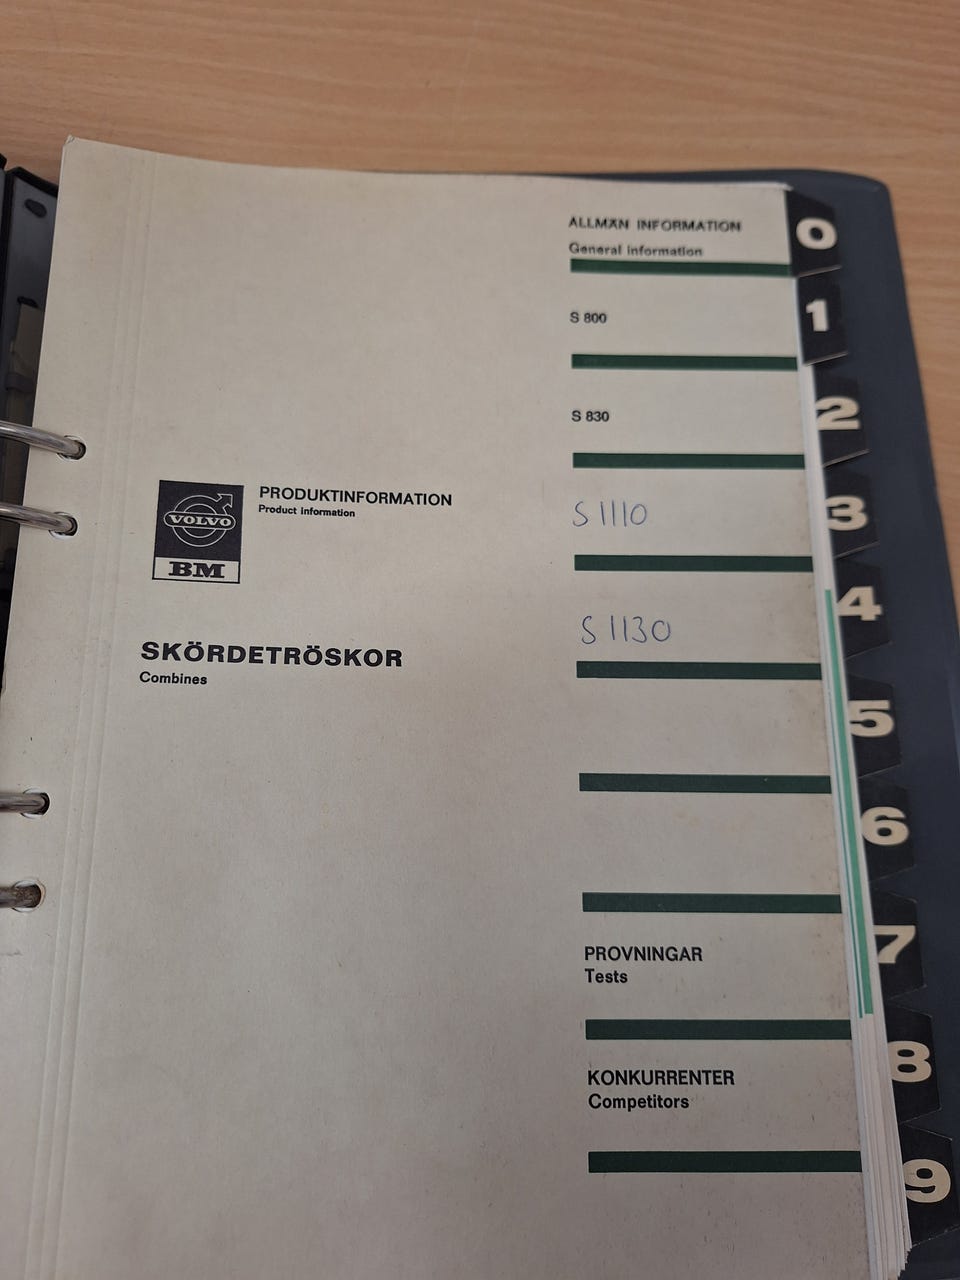 ALLMÄN INFORMATION
General information
0
1
S 800
2
S 830
3
S 1110
4
S 1130
5
6
7
PROVNINGAR
Tests
8
KONKURRENTER
Competitors
9
VOLVO
BM
PRODUKTINFORMATION
Product information
SKÖRDETRÖSKOR
Combines